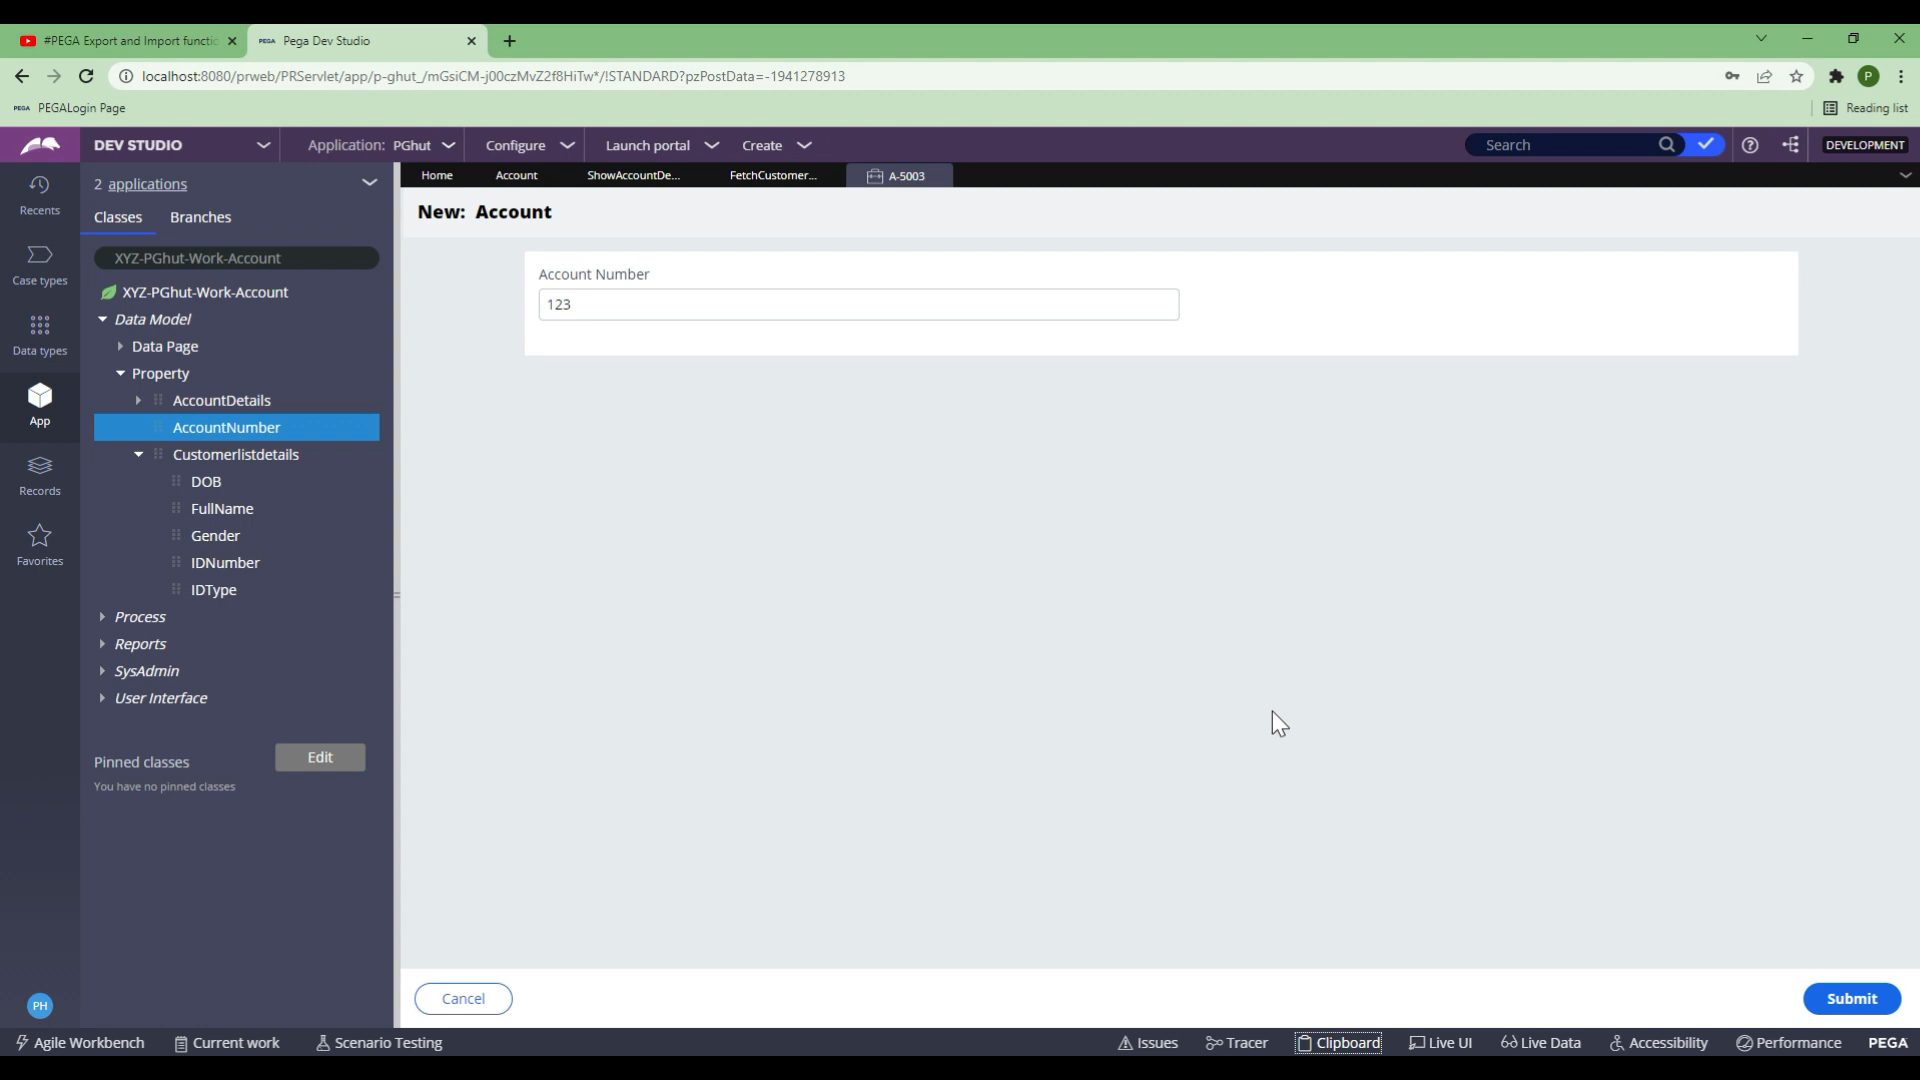 #PEGA Export and Import functio
PEGA Pega Dev Studio
localhost:8080/prweb/PRServlet/app/p-ghut_/mGsiCM-j00czMvZ2f8HiTw*/!STANDARD?pzPostData=-1941278913
P
PEGA PEGALogin Page
Reading list
DEV STUDIO
Application: PGhut
Configure
Launch portal
Create
Search
DEVELOPMENT
Recents
Case types
Data types
App
Records
Favorites
PH
2 applications
Classes
Branches
XYZ-PGhut-Work-Account
XYZ-PGhut-Work-Account
Data Model
Data Page
Property
AccountDetails
AccountNumber
Customerlistdetails
DOB
FullName
Gender
IDNumber
IDType
Process
Reports
SysAdmin
User Interface
Pinned classes
Edit
You have no pinned classes
Home
Account
ShowAccountDe...
FetchCustomer...
A-5003
New: Account
Account Number
123
Cancel
Submit
Agile Workbench
Current work
Scenario Testing
Issues
Tracer
Clipboard
Live UI
Live Data
Accessibility
Performance
PEGA